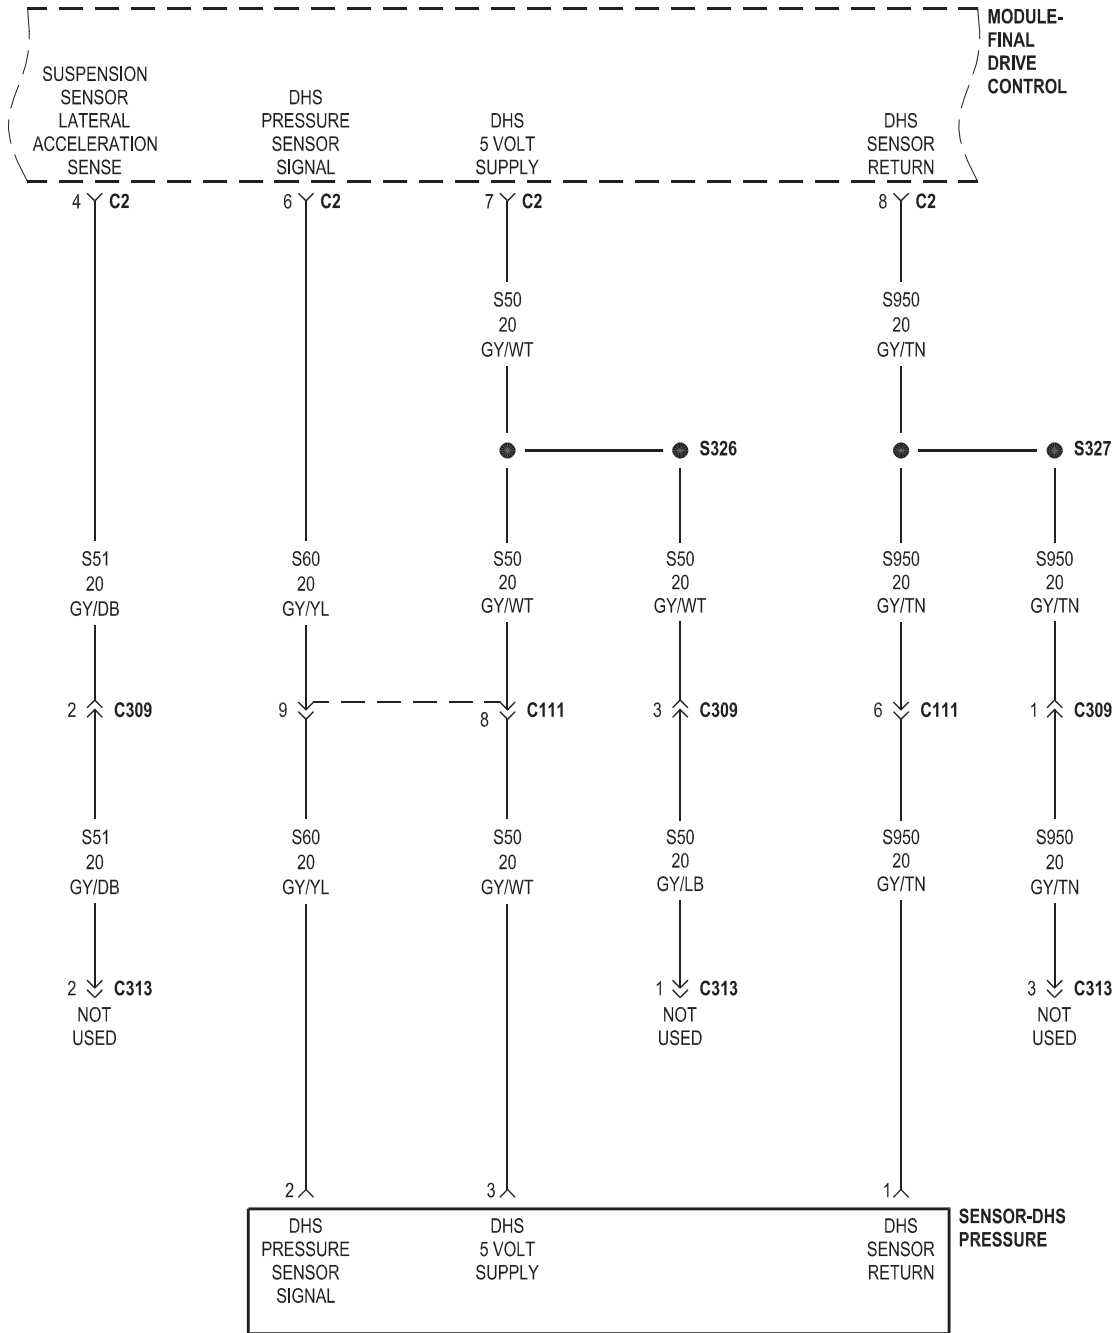 MODULE-
FINAL
DRIVE
CONTROL
SUSPENSION
SENSOR
LATERAL
ACCELERATION
SENSE
DHS
PRESSURE
SENSOR
SIGNAL
DHS
5 VOLT
SUPPLY
DHS
SENSOR
RETURN
4 C2
6 C2
7 C2
8 C2
S50
20
GY/WT
S950
20
GY/TN
S326
S327
S51
20
GY/DB
S60
20
GY/YL
S50
20
GY/WT
S50
20
GY/WT
S950
20
GY/TN
S950
20
GY/TN
2 C309
9
8 C111
3 C309
6 C111
1 C309
S51
20
GY/DB
S60
20
GY/YL
S50
20
GY/WT
S50
20
GY/LB
S950
20
GY/TN
S950
20
GY/TN
2 C313
NOT
USED
1 C313
NOT
USED
3 C313
NOT
USED
2
3
1
SENSOR-DHS
PRESSURE
DHS
PRESSURE
SENSOR
SIGNAL
DHS
5 VOLT
SUPPLY
DHS
SENSOR
RETURN